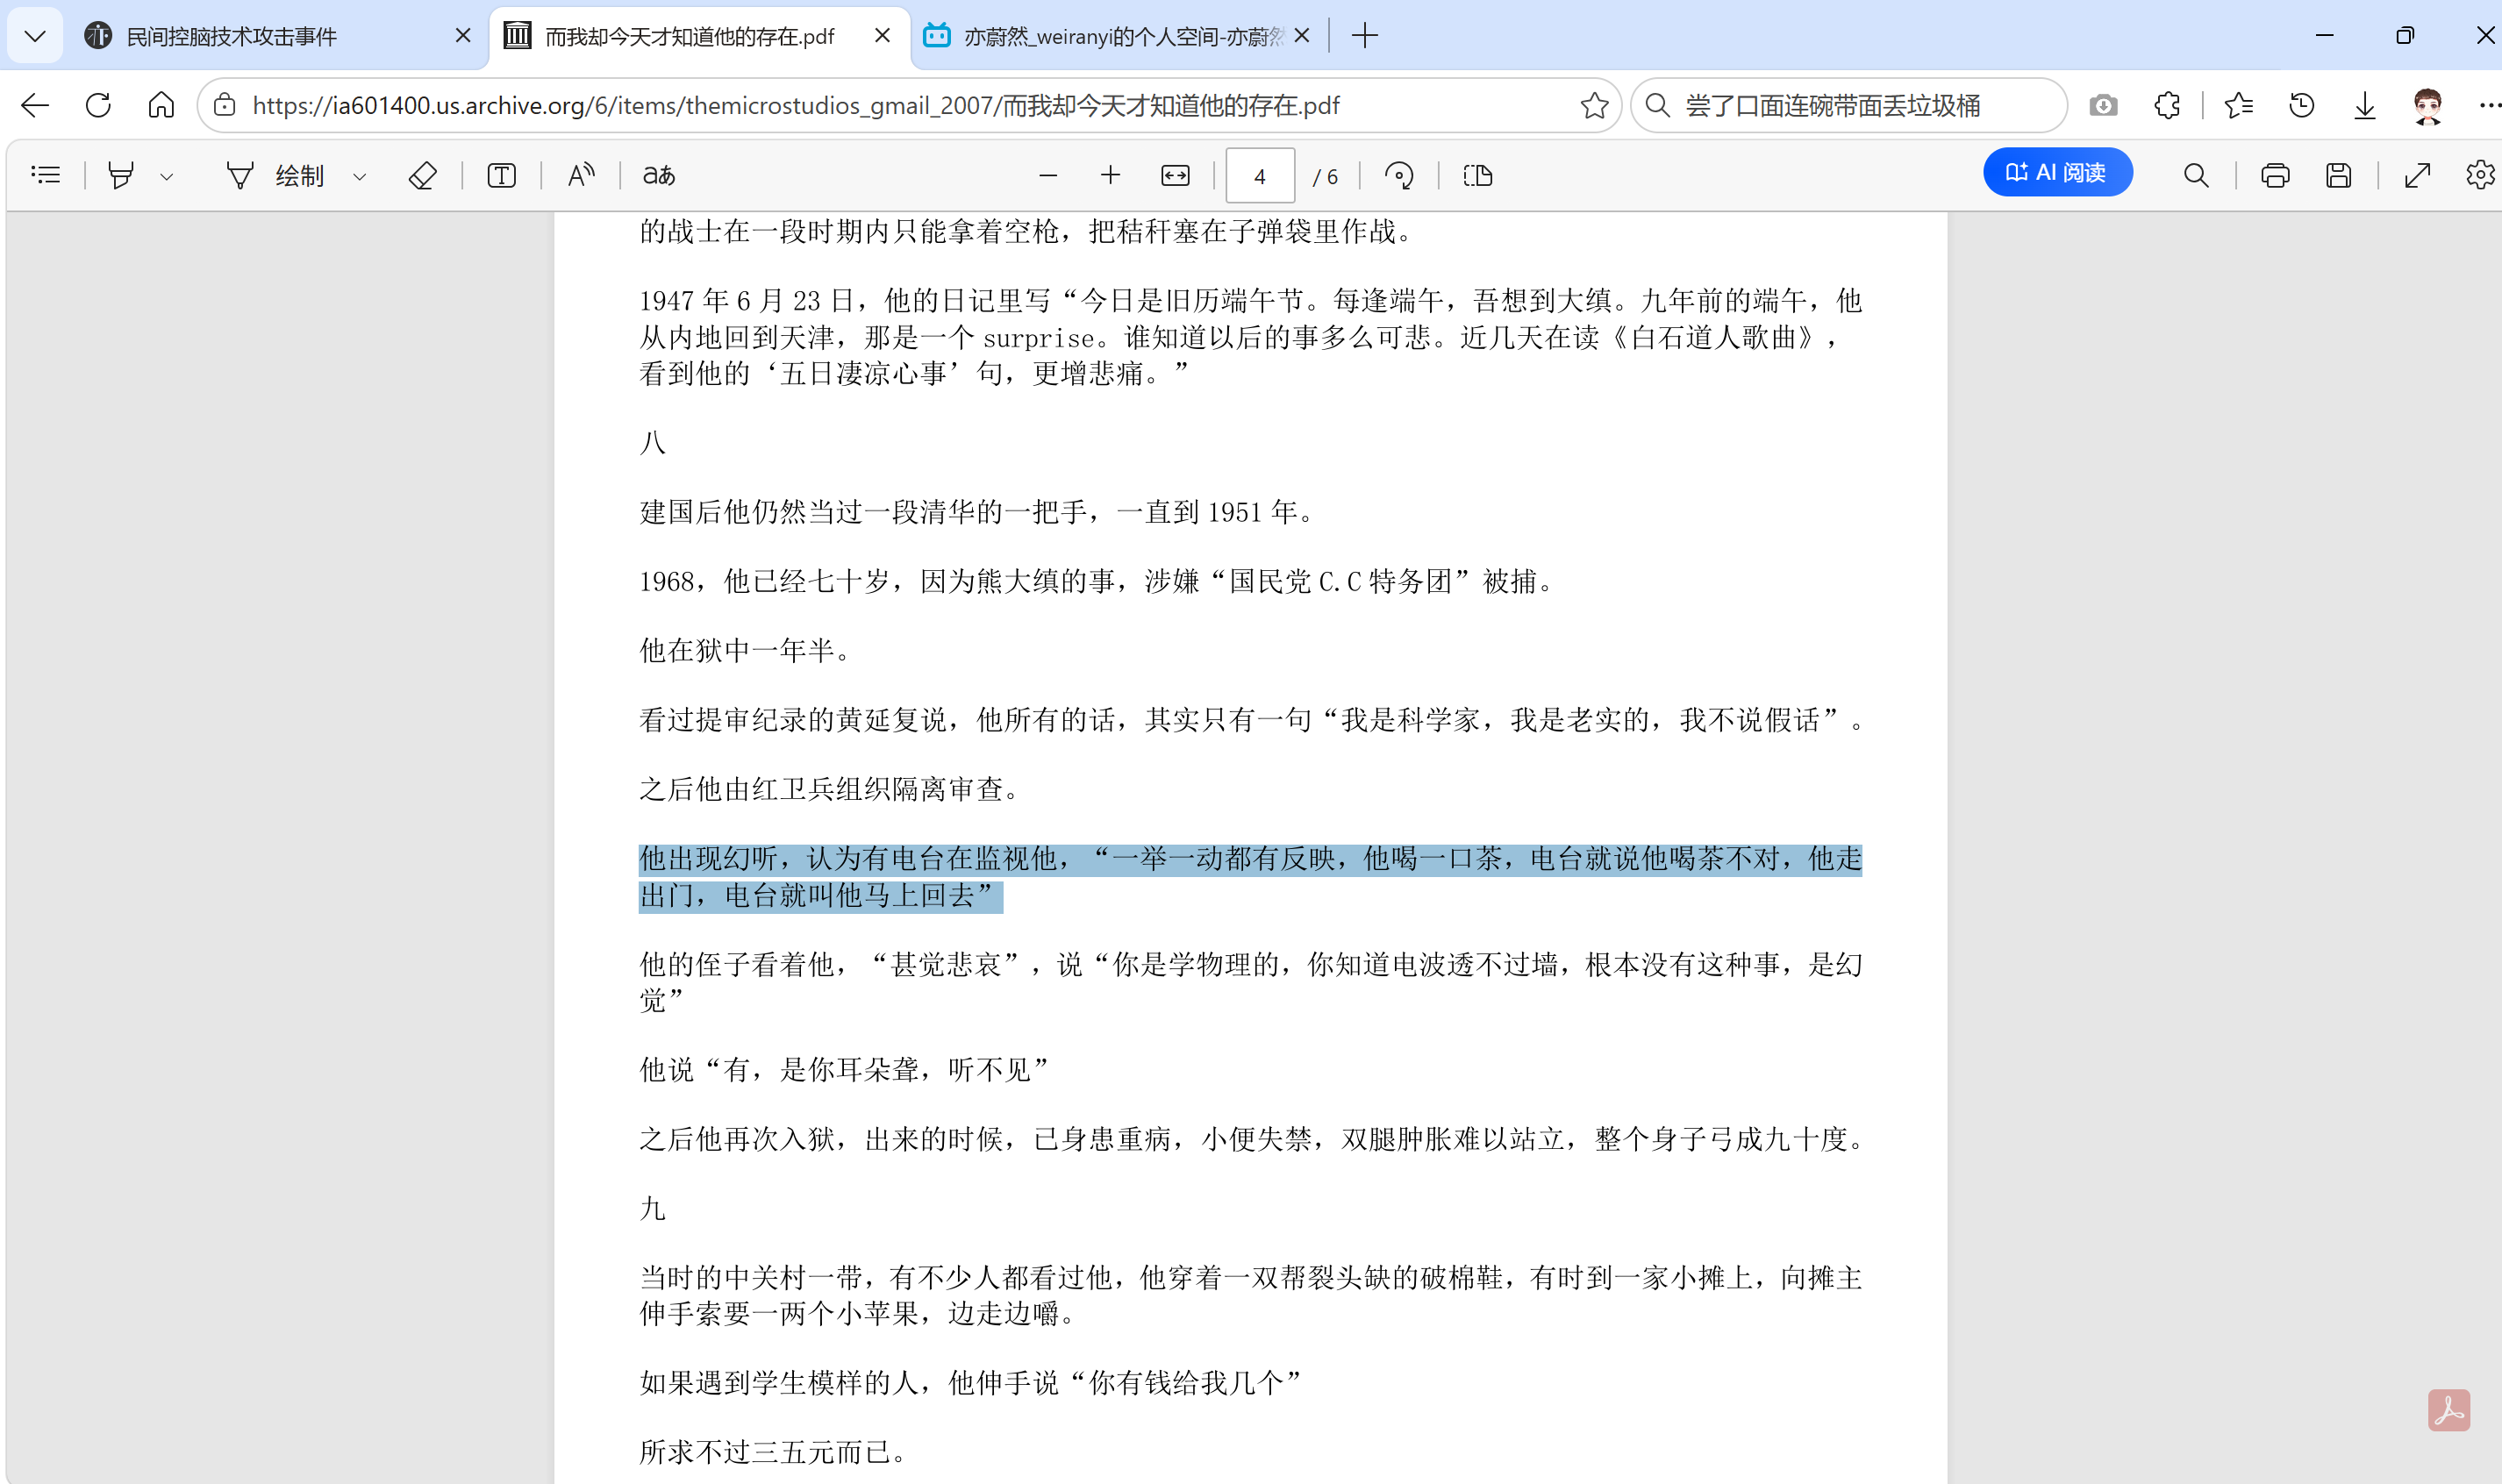 民间控脑技术攻击事件
而我却今天才知道他的存在.pdf
亦蔚然_weiranyi的个人空间-亦蔚然
https://ia601400.us.archive.org/6/items/themicrostudios_gmail_2007/而我却今天才知道他的存在.pdf
尝了口面连碗带面丢垃圾桶
绘制
T
A
aあ
4
/ 6
AI 阅读
的战士在一段时期内只能拿着空枪，把秸秆塞在子弹袋里作战。
1947 年 6 月 23 日，他的日记里写“今日是旧历端午节。每逢端午，吾想到大缜。九年前的端午，他
从内地回到天津，那是一个 surprise。谁知道以后的事多么可悲。近几天在读《白石道人歌曲》，
看到他的‘五日凄凉心事’句，更增悲痛。”
八
建国后他仍然当过一段清华的一把手，一直到 1951 年。
1968，他已经七十岁，因为熊大缜的事，涉嫌“国民党 C.C 特务团”被捕。
他在狱中一年半。
看过提审纪录的黄延复说，他所有的话，其实只有一句“我是科学家，我是老实的，我不说假话”。
之后他由红卫兵组织隔离审查。
他出现幻听，认为有电台在监视他，“一举一动都有反映，他喝一口茶，电台就说他喝茶不对，他走
出门，电台就叫他马上回去”
他的侄子看着他，“甚觉悲哀”，说“你是学物理的，你知道电波透不过墙，根本没有这种事，是幻
觉”
他说“有，是你耳朵聋，听不见”
之后他再次入狱，出来的时候，已身患重病，小便失禁，双腿肿胀难以站立，整个身子弓成九十度。
九
当时的中关村一带，有不少人都看过他，他穿着一双帮裂头缺的破棉鞋，有时到一家小摊上，向摊主
伸手索要一两个小苹果，边走边嚼。
如果遇到学生模样的人，他伸手说“你有钱给我几个”
所求不过三五元而已。